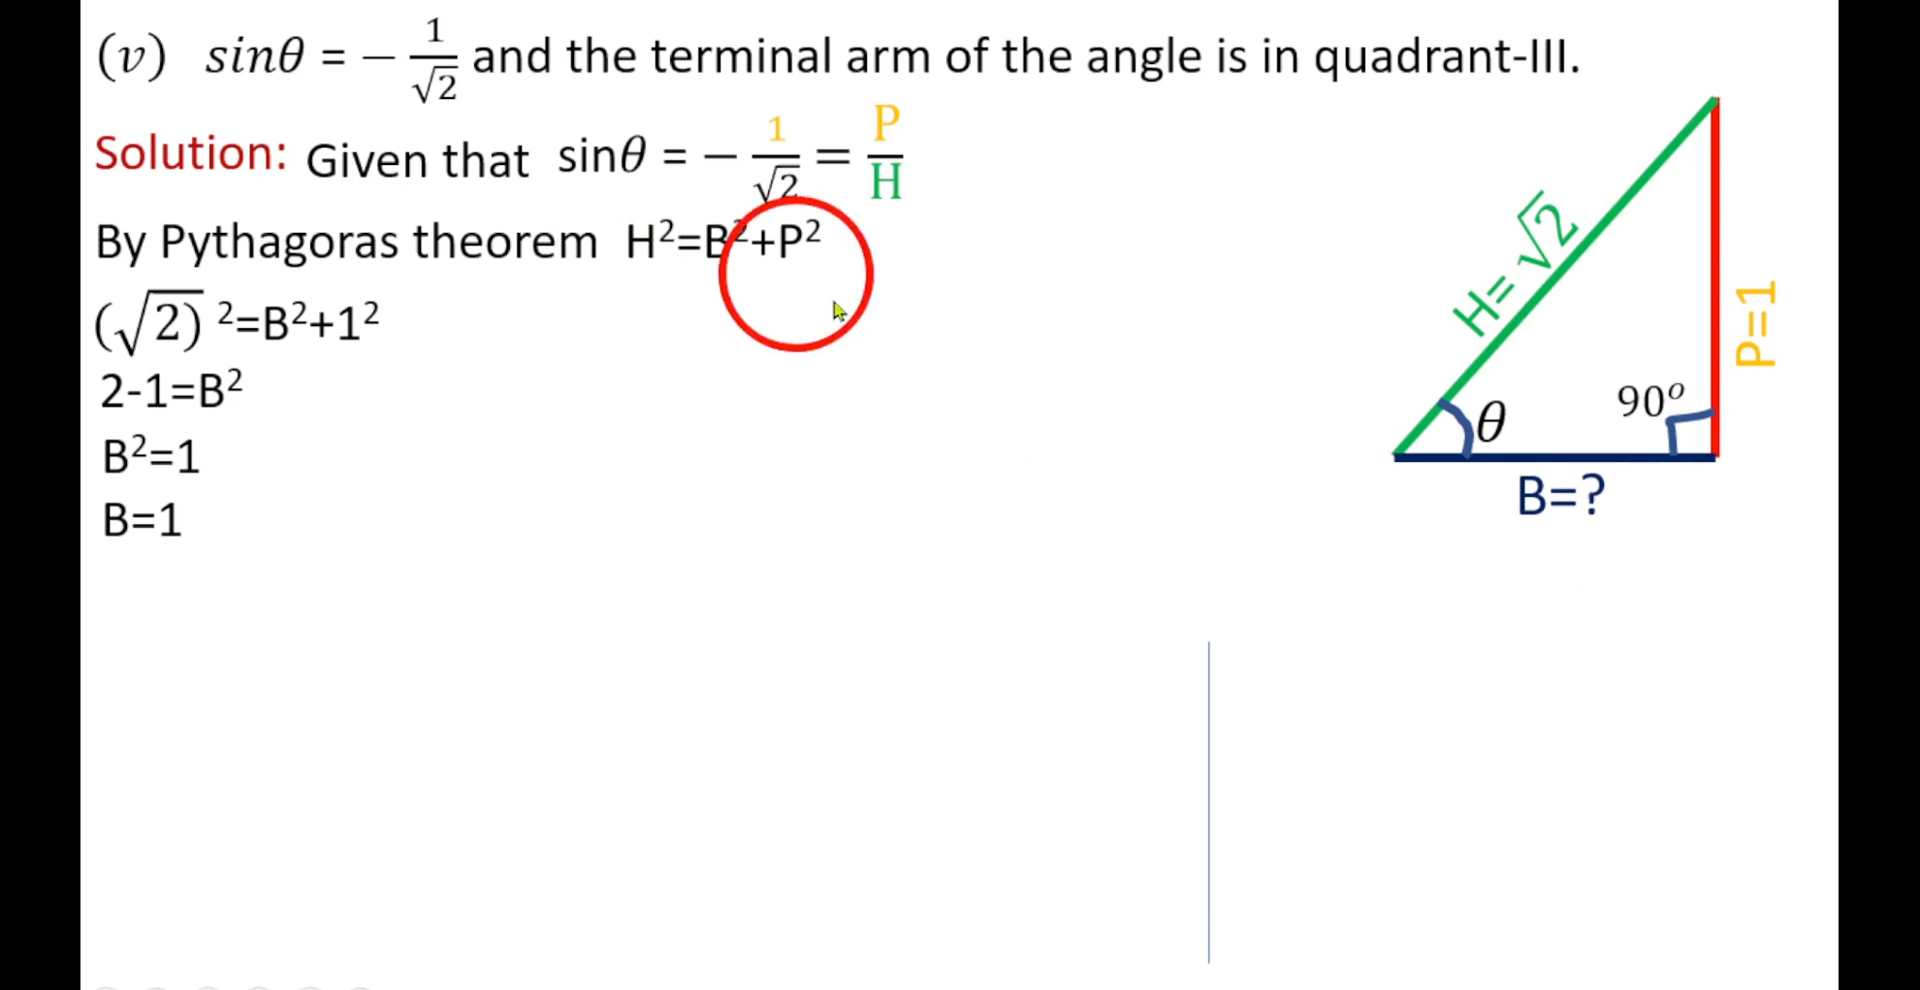 (v) sinθ = − 1/√2 and the terminal arm of the angle is in quadrant-III.
Solution: Given that sinθ = − 1/√2 = P/H
By Pythagoras theorem H²=B²+P²
(√2)²=B²+1²
2-1=B²
B²=1
B=1
H= √2
P=1
θ
90°
B=?